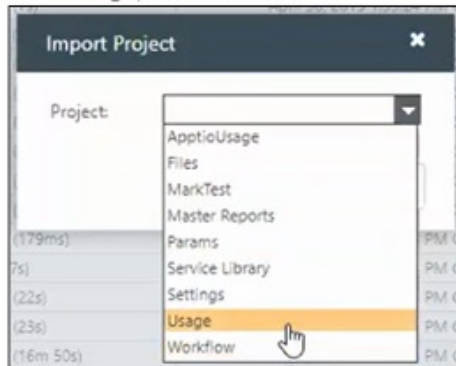 Import Project
Project:
ApptioUsage
Files
MarkTest
Master Reports
Params
Service Library
Settings
Usage
Workflow
(179ms)
PM
7s)
PM
(22s)
PM
(23s)
PM
(16m 50s)
PM